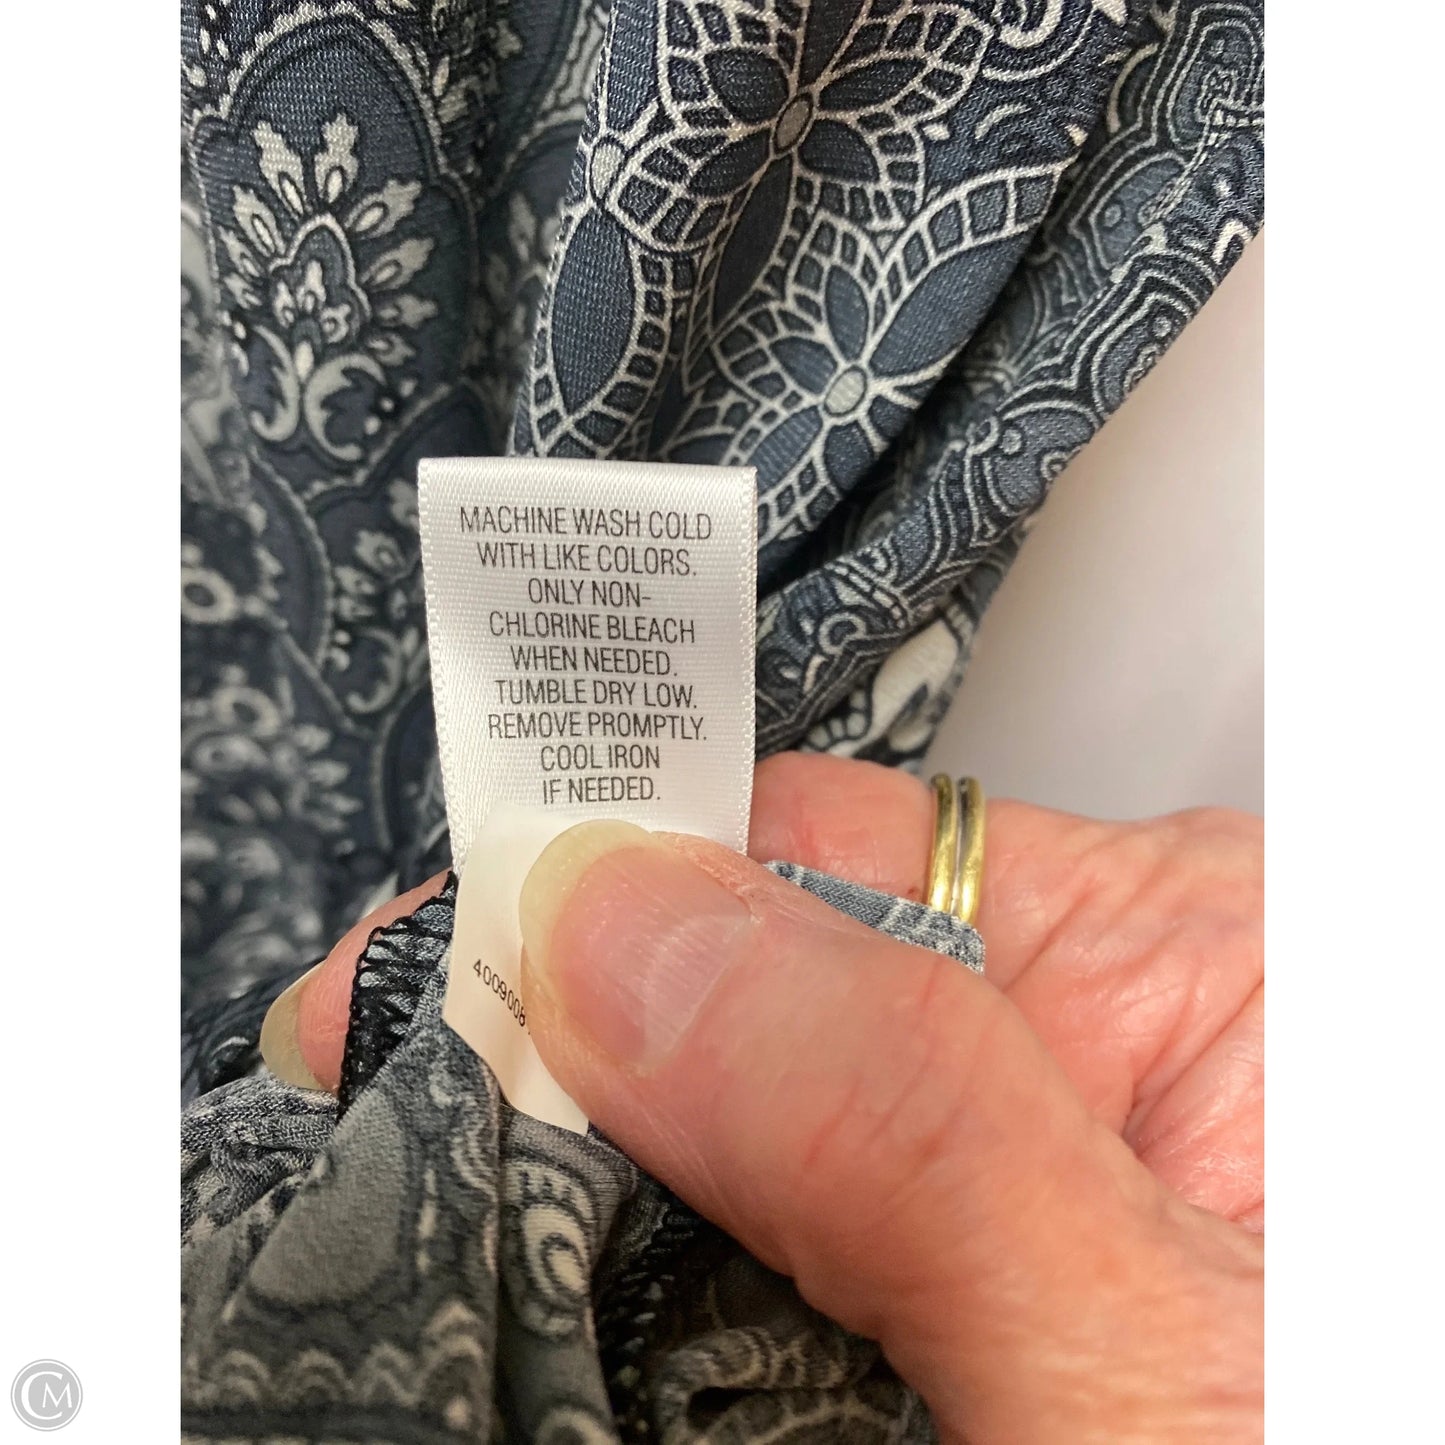 MACHINE WASH COLD
WITH LIKE COLORS.
ONLY NON-
CHLORINE BLEACH
WHEN NEEDED.
TUMBLE DRY LOW.
REMOVE PROMPTLY.
COOL IRON
IF NEEDED.
CM